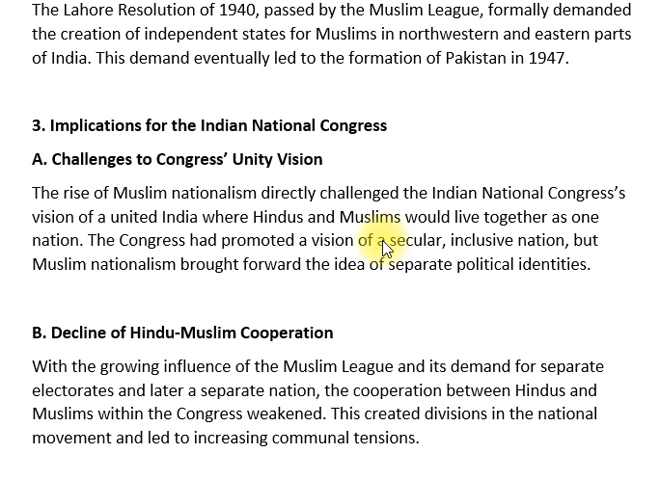 The Lahore Resolution of 1940, passed by the Muslim League, formally demanded
the creation of independent states for Muslims in northwestern and eastern parts
of India. This demand eventually led to the formation of Pakistan in 1947.
3. Implications for the Indian National Congress
A. Challenges to Congress’ Unity Vision
The rise of Muslim nationalism directly challenged the Indian National Congress’s
vision of a united India where Hindus and Muslims would live together as one
nation. The Congress had promoted a vision of a secular, inclusive nation, but
Muslim nationalism brought forward the idea of separate political identities.
B. Decline of Hindu-Muslim Cooperation
With the growing influence of the Muslim League and its demand for separate
electorates and later a separate nation, the cooperation between Hindus and
Muslims within the Congress weakened. This created divisions in the national
movement and led to increasing communal tensions.